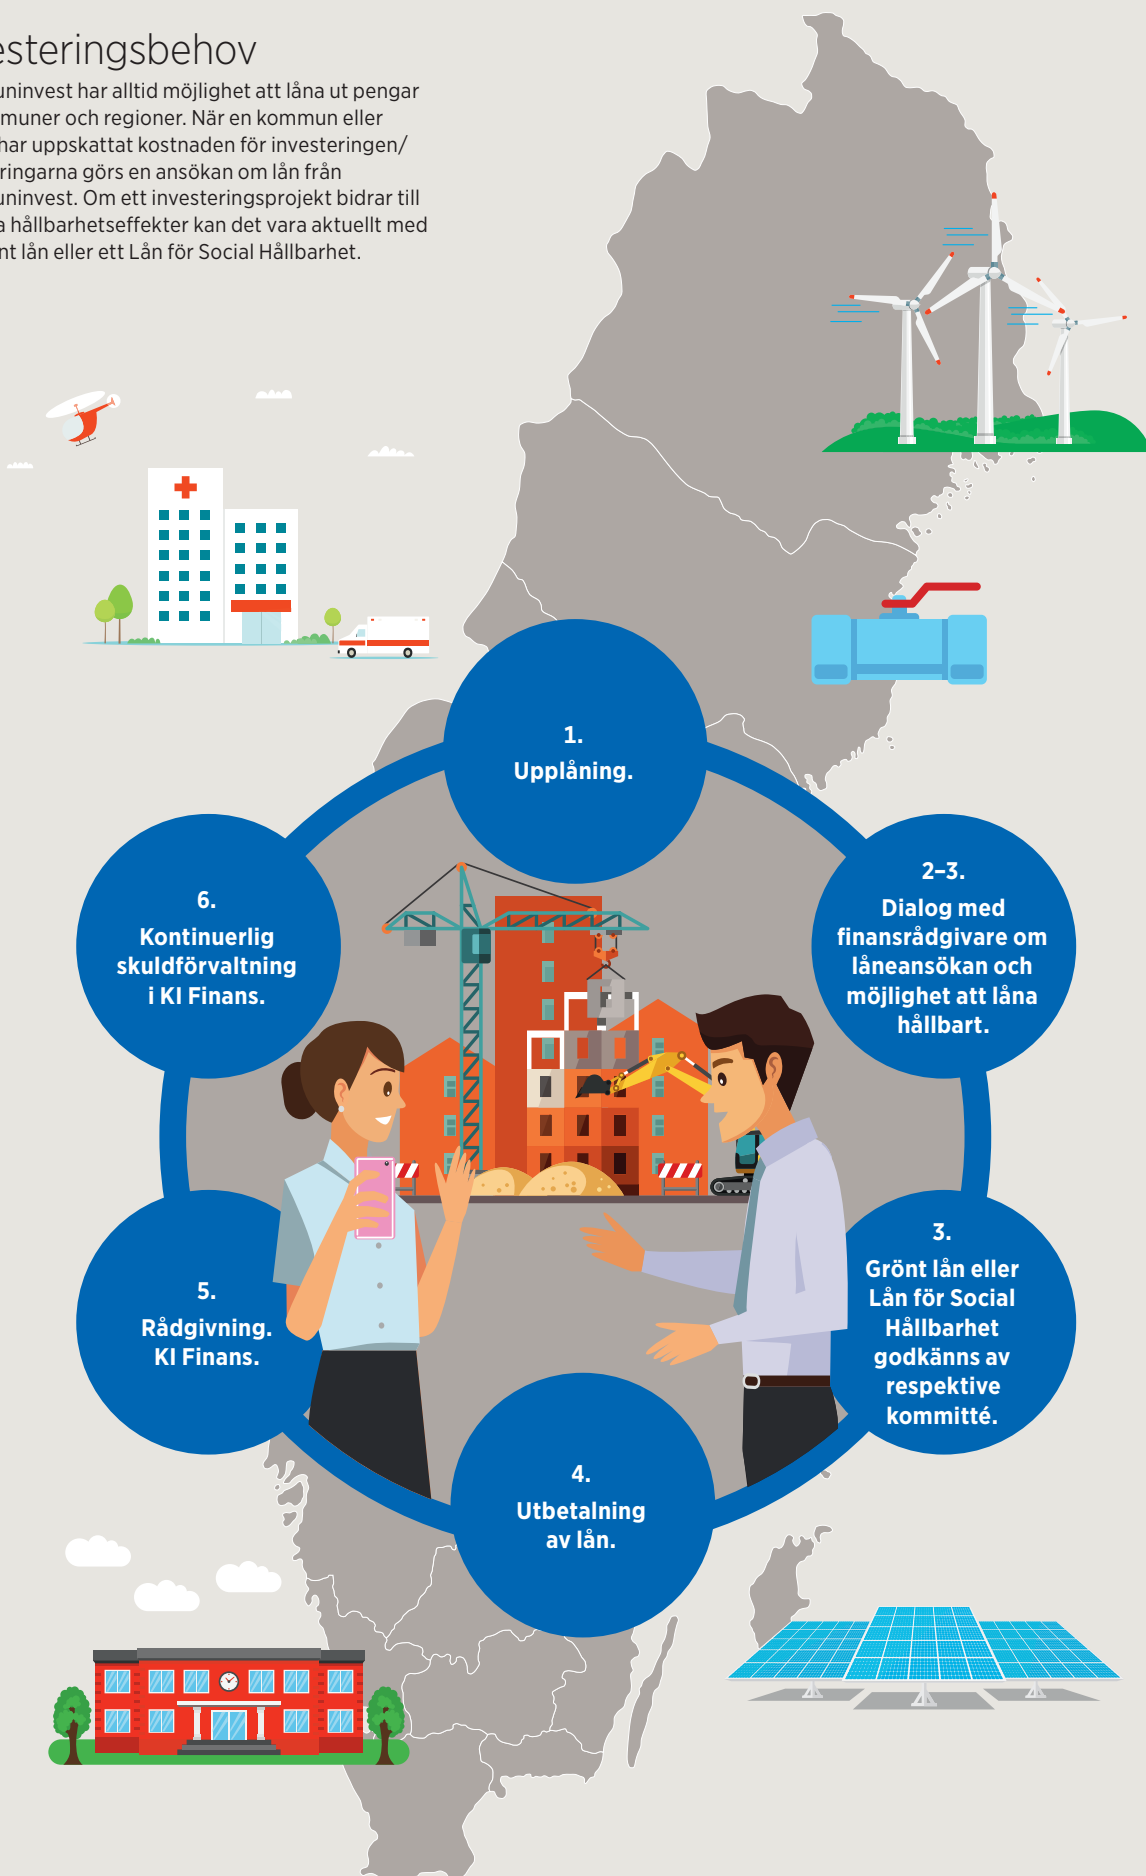 esteringsbehov
uninvest har alltid möjlighet att låna ut pengar
muner och regioner. När en kommun eller
har uppskattat kostnaden för investeringen/
ringarna görs en ansökan om lån från
uninvest. Om ett investeringsprojekt bidrar till
a hållbarhetseffekter kan det vara aktuellt med
nt lån eller ett Lån för Social Hållbarhet.
1.
Upplåning.
2–3.
Dialog med
finansrådgivare om
låneansökan och
möjlighet att låna
hållbart.
3.
Grönt lån eller
Lån för Social
Hållbarhet
godkänns av
respektive
kommitté.
4.
Utbetalning
av lån.
5.
Rådgivning.
KI Finans.
6.
Kontinuerlig
skuldförvaltning
i KI Finans.